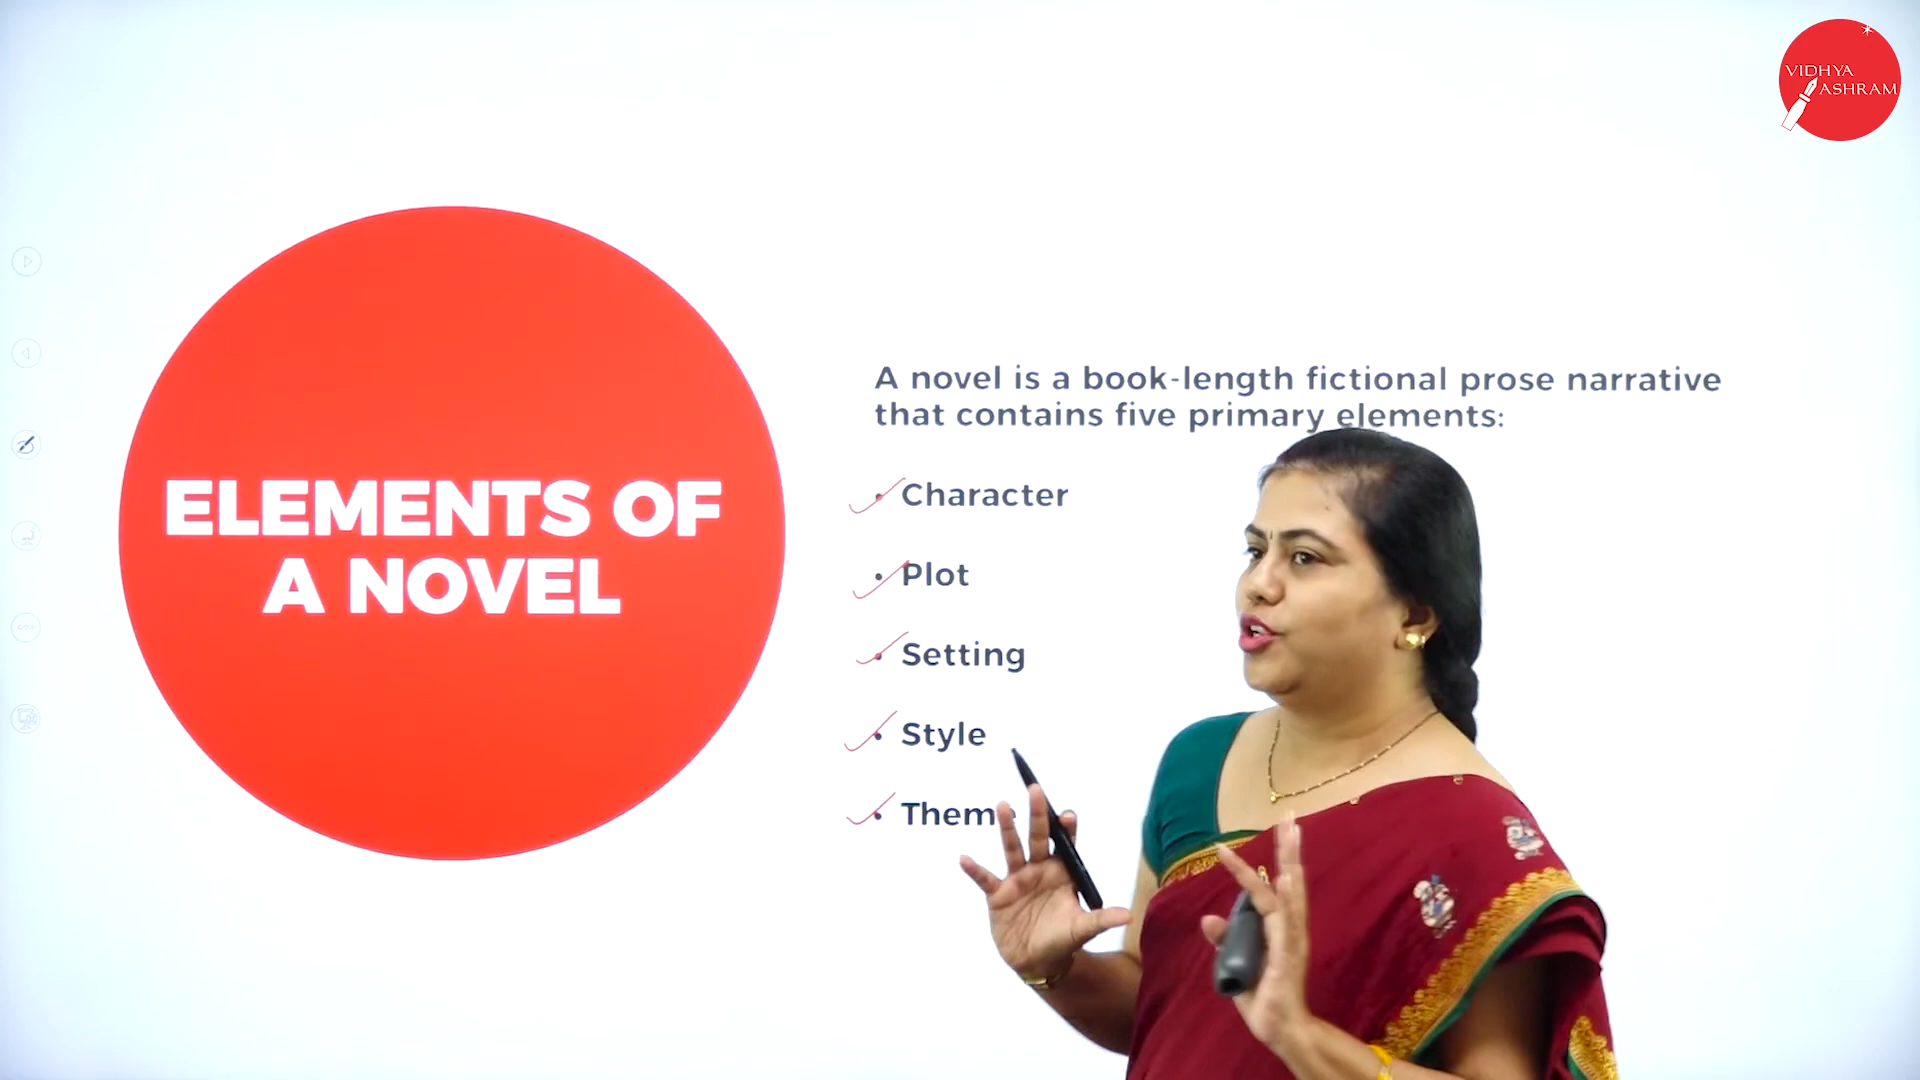 VIDHYA
ASHRAM
ELEMENTS OF
A NOVEL
A novel is a book-length fictional prose narrative
that contains five primary elements:
• Character
• Plot
• Setting
• Style
• Theme